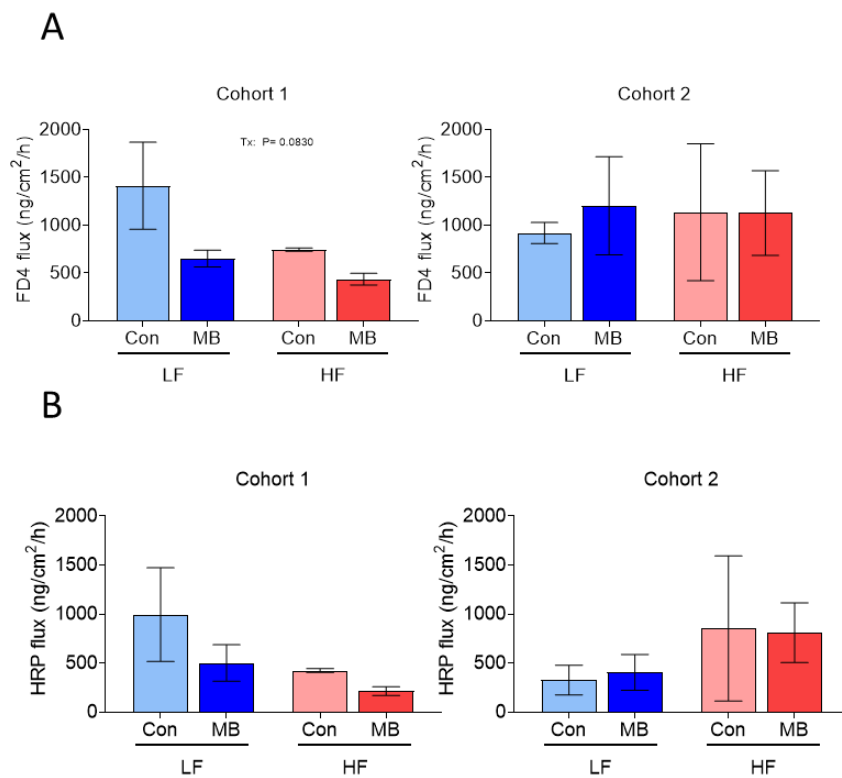 A
Cohort 1
Tx: P= 0.0830
FD4 flux (ng/cm²/h)
2000
1500
1000
500
0
Con MB Con MB
LF HF
Cohort 2
FD4 flux (ng/cm²/h)
2000
1500
1000
500
0
Con MB Con MB
LF HF
B
Cohort 1
HRP flux (ng/cm²/h)
2000
1500
1000
500
0
Con MB Con MB
LF HF
Cohort 2
HRP flux (ng/cm²/h)
2000
1500
1000
500
0
Con MB Con MB
LF HF